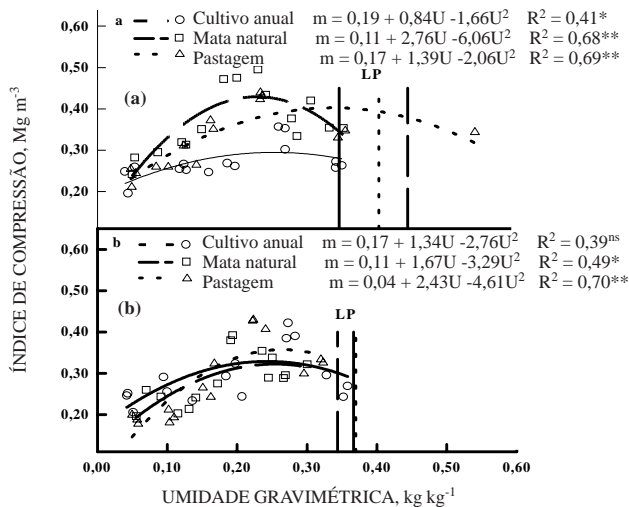 a Cultivo anual m = 0,19 + 0,84U -1,66U² R² = 0,41*
Mata natural m = 0,11 + 2,76U -6,06U² R² = 0,68**
Pastagem m = 0,17 + 1,39U -2,06U² R² = 0,69**
LP
(a)
0,60
0,50
0,40
0,30
0,20
b Cultivo anual m = 0,17 + 1,34U -2,76U² R² = 0,39ns
Mata natural m = 0,11 + 1,67U -3,29U² R² = 0,49*
Pastagem m = 0,04 + 2,43U -4,61U² R² = 0,70**
LP
(b)
0,60
0,50
0,40
0,30
0,20
0,00 0,10 0,20 0,30 0,40 0,50 0,60
UMIDADE GRAVIMÉTRICA, kg kg-1
ÍNDICE DE COMPRESSÃO, Mg m-3